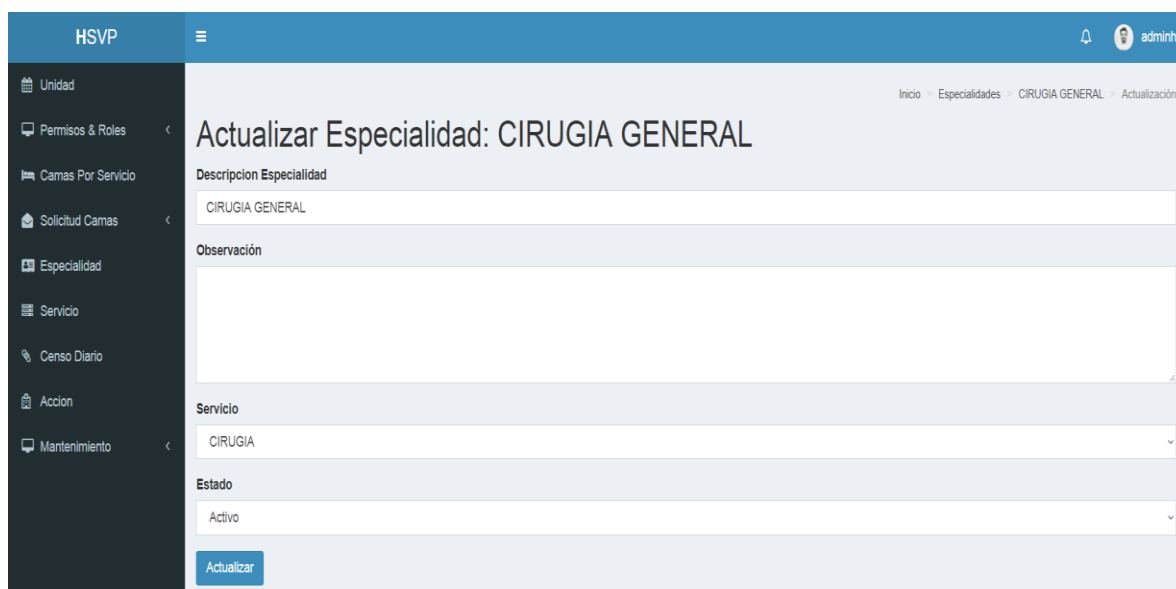 HSVP
adminh
Unidad
Permisos & Roles
Camas Por Servicio
Solicitud Camas
Especialidad
Servicio
Censo Diario
Accion
Mantenimiento
Inicio > Especialidades > CIRUGIA GENERAL > Actualización
Actualizar Especialidad: CIRUGIA GENERAL
Descripcion Especialidad
CIRUGIA GENERAL
Observación
Servicio
CIRUGIA
Estado
Activo
Actualizar